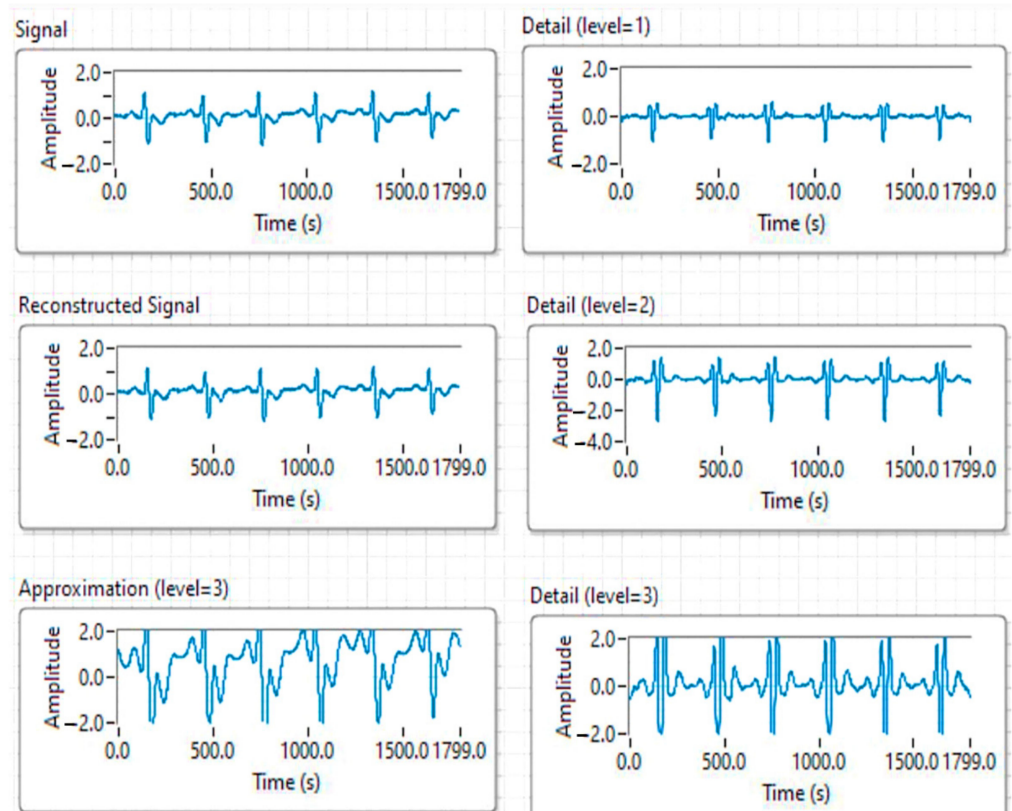 Signal
Amplitude
2.0
0.0
−2.0
0.0 500.0 1000.0 1500.0 1799.0
Time (s)
Detail (level=1)
Amplitude
2.0
0.0
−2.0
0.0 500.0 1000.0 1500.0 1799.0
Time (s)
Reconstructed Signal
Amplitude
2.0
0.0
−2.0
0.0 500.0 1000.0 1500.0 1799.0
Time (s)
Detail (level=2)
Amplitude
2.0
0.0
−2.0
−4.0
0.0 500.0 1000.0 1500.0 1799.0
Time (s)
Approximation (level=3)
Amplitude
2.0
0.0
−2.0
0.0 500.0 1000.0 1500.0 1799.0
Time (s)
Detail (level=3)
Amplitude
2.0
0.0
−2.0
0.0 500.0 1000.0 1500.0 1799.0
Time (s)